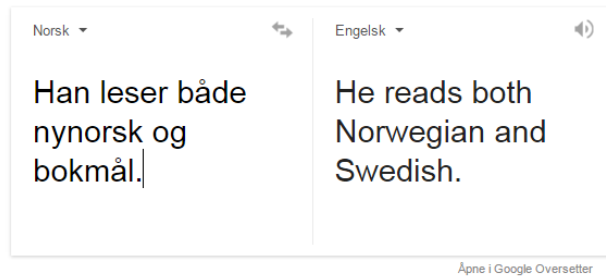 Norsk
Engelsk
Han leser både
nynorsk og
bokmål.
He reads both
Norwegian and
Swedish.
Åpne i Google Oversetter